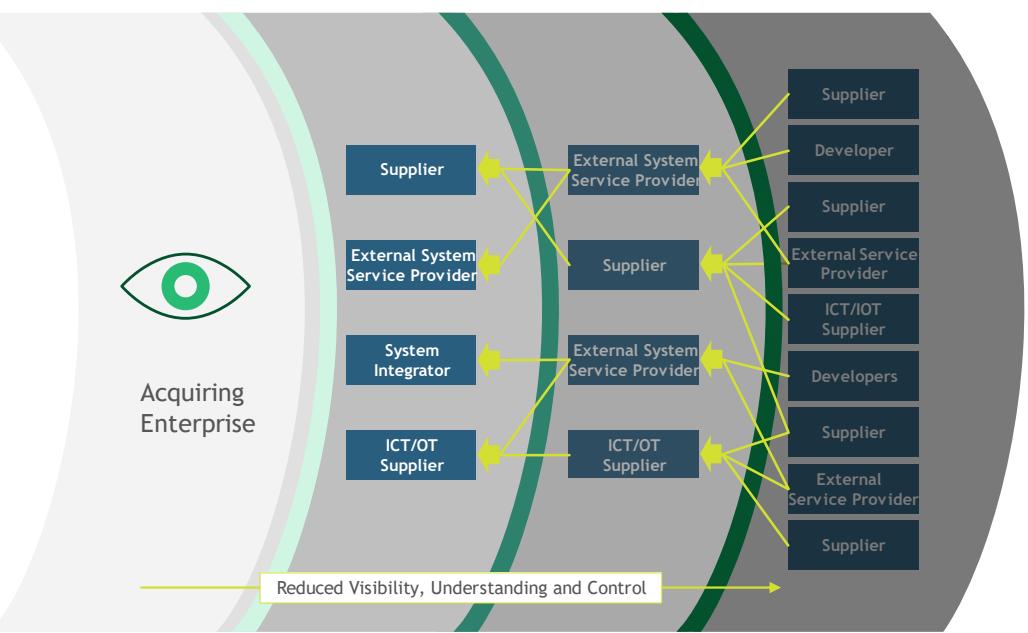 Acquiring
Enterprise
Supplier
External System
Service Provider
System
Integrator
ICT/OT
Supplier
External System
Service Provider
Supplier
External System
Service Provider
ICT/OT
Supplier
Supplier
Developer
Supplier
External Service
Provider
ICT/IOT
Supplier
Developers
Supplier
External
Service Provider
Supplier
Reduced Visibility, Understanding and Control